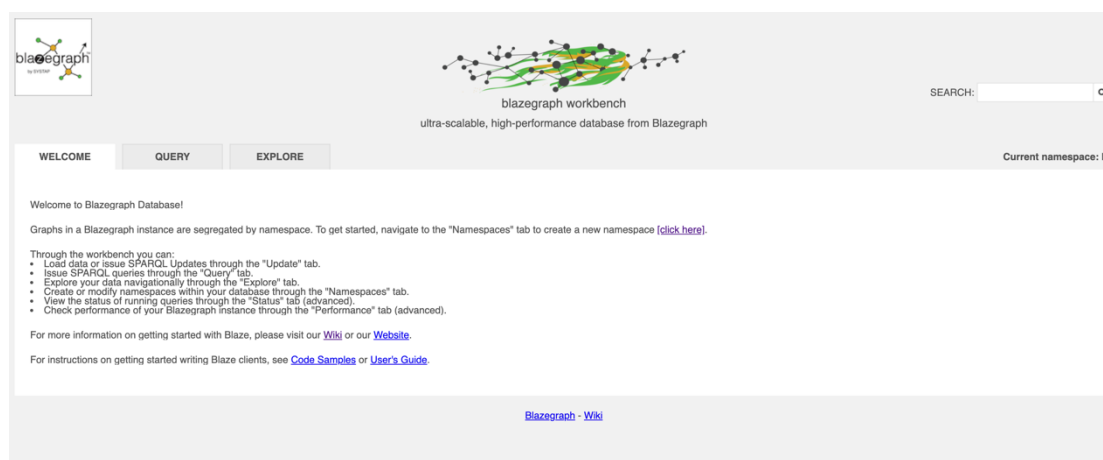 blazegraph
by SYSTAP
blazegraph workbench
ultra-scalable, high-performance database from Blazegraph
SEARCH:
WELCOME
QUERY
EXPLORE
Current namespace:
Welcome to Blazegraph Database!
Graphs in a Blazegraph instance are segregated by namespace. To get started, navigate to the "Namespaces" tab to create a new namespace [click here].
Through the workbench you can:
• Load data or issue SPARQL Updates through the "Update" tab.
• Issue SPARQL queries through the "Query" tab.
• Explore your data navigationally through the "Explore" tab.
• Create or modify namespaces within your database through the "Namespaces" tab.
• View the status of running queries through the "Status" tab (advanced).
• Check performance of your Blazegraph instance through the "Performance" tab (advanced).
For more information on getting started with Blaze, please visit our Wiki or our Website.
For instructions on getting started writing Blaze clients, see Code Samples or User's Guide.
Blazegraph - Wiki